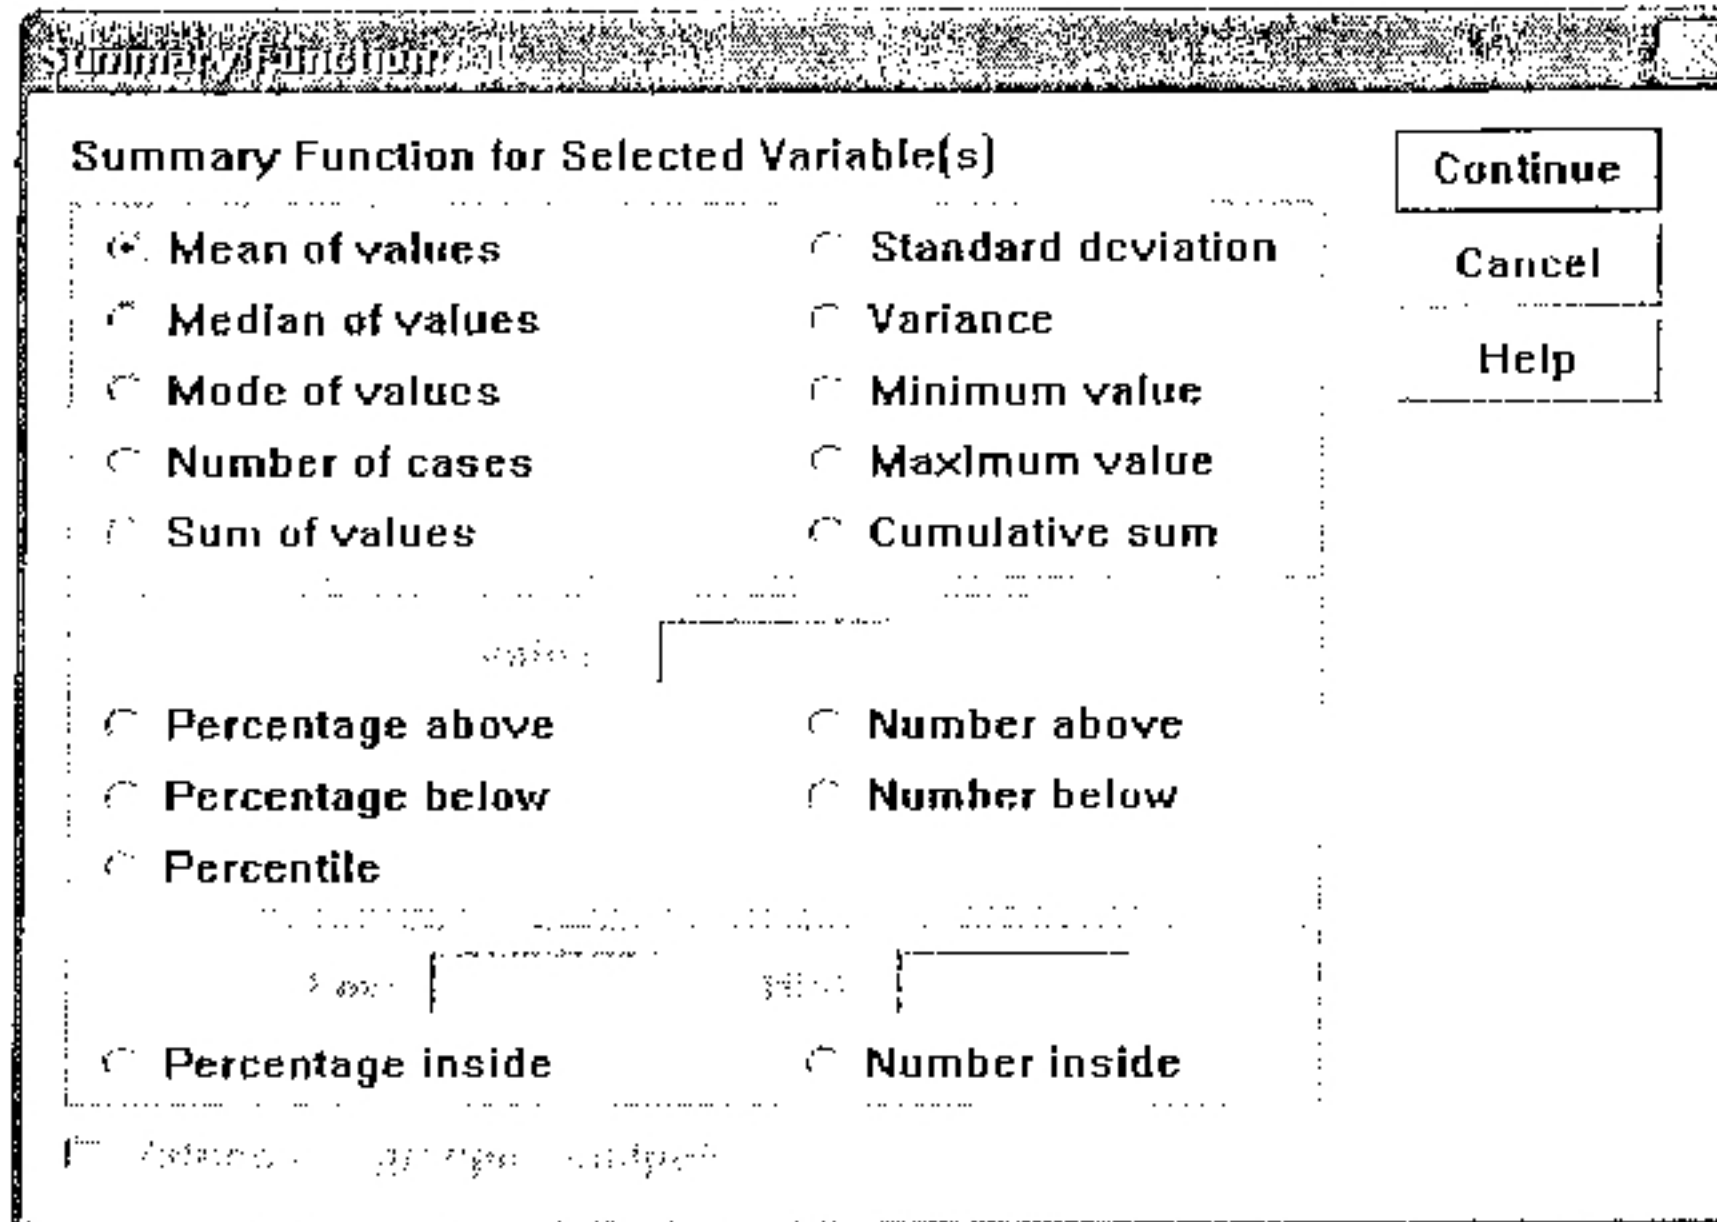 Summary Function
Summary Function for Selected Variable(s)
Continue
Mean of values
Standard deviation
Cancel
Median of values
Variance
Help
Mode of values
Minimum value
Number of cases
Maximum value
Sum of values
Cumulative sum
Percentage above
Number above
Percentage below
Number below
Percentile
Percentage inside
Number inside